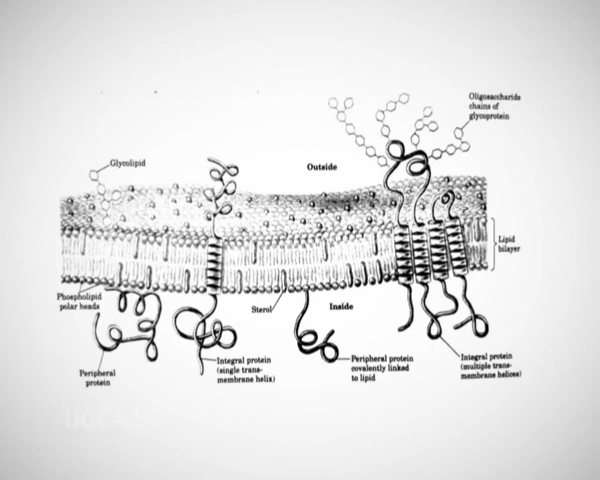 Oligosaccharide
chains of
glycoprotein
Glycolipid
Outside
Lipid
bilayer
Phospholipid
polar heads
Sterol
Inside
Peripheral
protein
Integral protein
(single trans-
membrane helix)
Peripheral protein
covalently linked
to lipid
Integral protein
(multiple trans-
membrane helices)